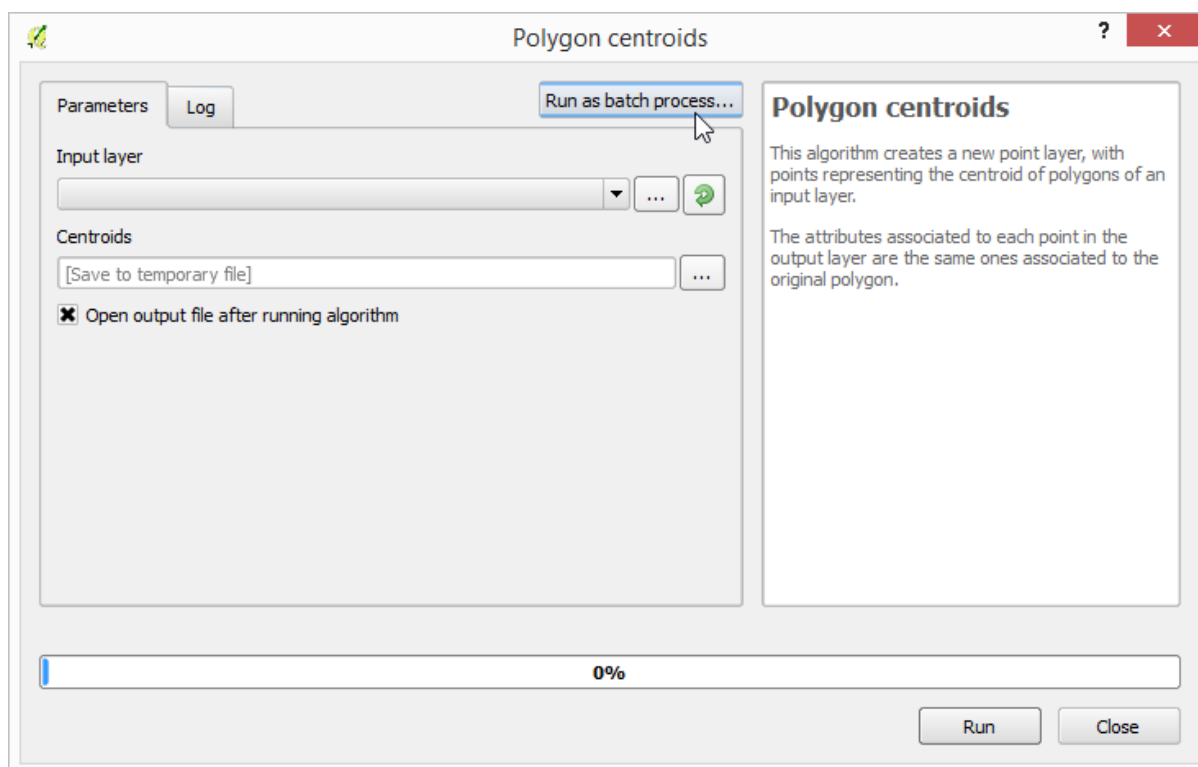 Polygon centroids
?
Parameters
Log
Run as batch process...
Input layer
...
Centroids
[Save to temporary file]
...
Open output file after running algorithm
Polygon centroids
This algorithm creates a new point layer, with
points representing the centroid of polygons of an
input layer.
The attributes associated to each point in the
output layer are the same ones associated to the
original polygon.
0%
Run
Close